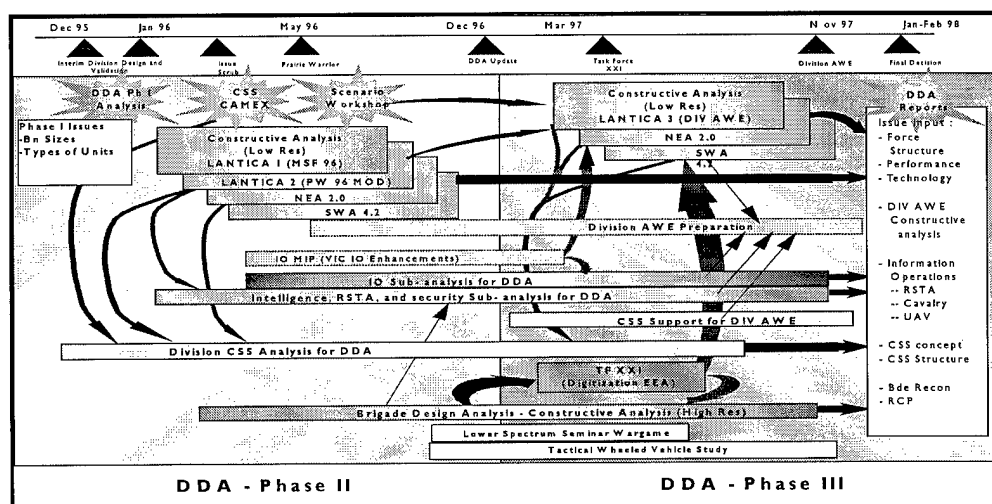 Dec 95
Jan 96
May 96
Dec 96
Mar 97
Nov 97
Jan-Feb 98
Interim Division Design and
Validation
Issue
Scrub
Prairie Warrior
DDA Update
Task Force
XXI
Division AWE
Final Decision
DDA Ph I
Analysis
CSS
CAMEX
Scenario
Workshop
Phase I Issues
- Bn Sizes
- Types of Units
Constructive Analysis
(Low Res)
LANTICA 1 (MSF 96)
LANTICA 2 (PW 96 MOD)
NEA 2.0
SWA 4.2
Constructive Analysis
(Low Res)
LANTICA 3 (DIV AWE)
NEA 2.0
SWA
4.2
DDA
Reports
Issue Input :
- Force
Structure
- Performance
- Technology
- DIV AWE
Constructive
analysis
- Information
Operations
-- RSTA
-- Cavalry
-- UAV
- CSS concept
- CSS Structure
- Bde Recon
- RCP
Division AWE Preparation
IO MIP (VIC IO Enhancements)
IO Sub- analysis for DDA
Intelligence, RSTA, and security Sub- analysis for DDA
CSS Support for DIV AWE
Division CSS Analysis for DDA
TF XXI
(Digitization EEA)
Brigade Design Analysis - Constructive Analysis (High Res)
Lower Spectrum Seminar Wargame
Tactical Wheeled Vehicle Study
DDA - Phase II
DDA - Phase III